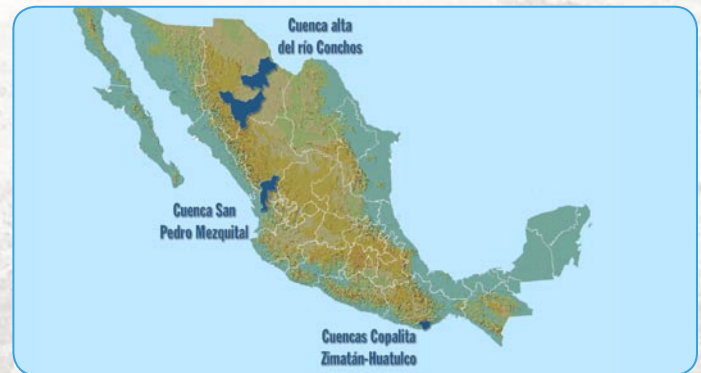 Cuenca alta
del río Conchos
Cuenca San
Pedro Mezquital
Cuencas Copalita
Zimatán-Huatulco